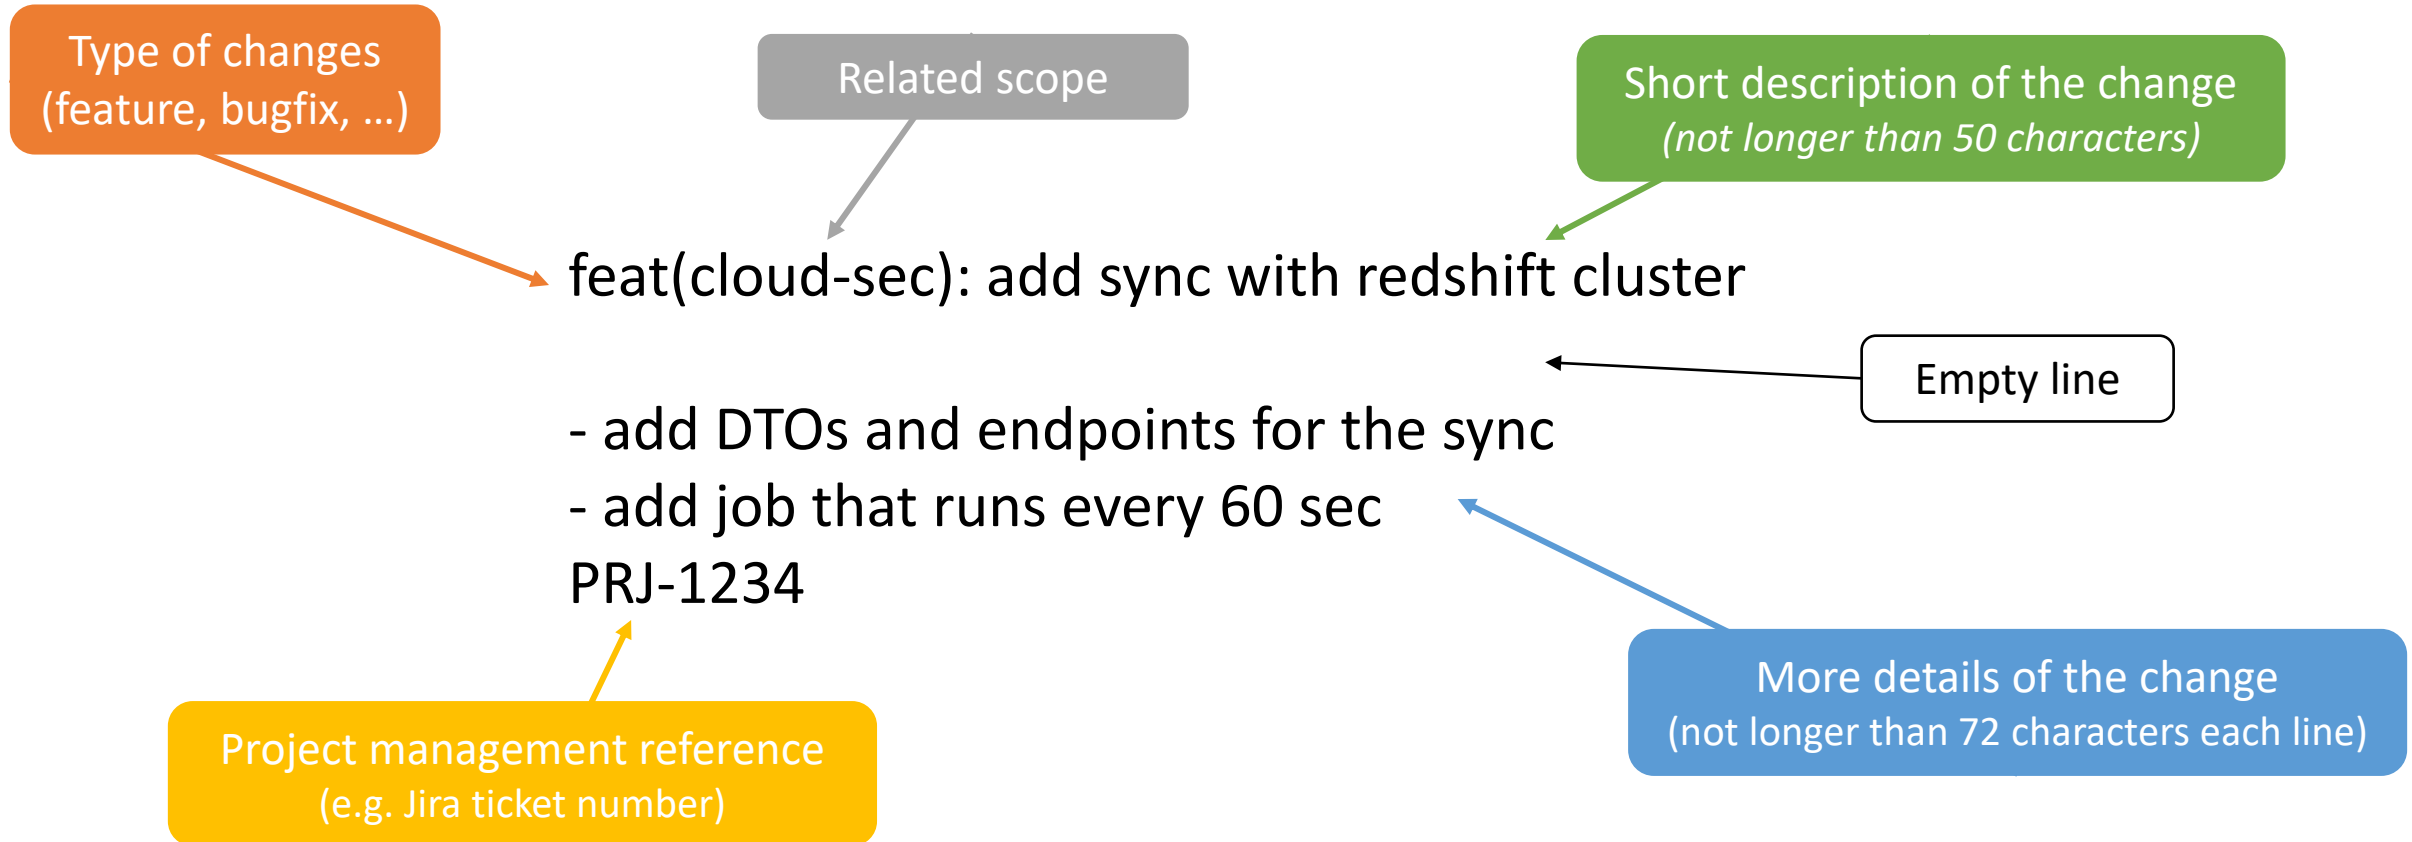 Type of changes
(feature, bugfix, …)
Related scope
Short description of the change
(not longer than 50 characters)
feat(cloud-sec): add sync with redshift cluster
Empty line
- add DTOs and endpoints for the sync
- add job that runs every 60 sec
PRJ-1234
More details of the change
(not longer than 72 characters each line)
Project management reference
(e.g. Jira ticket number)